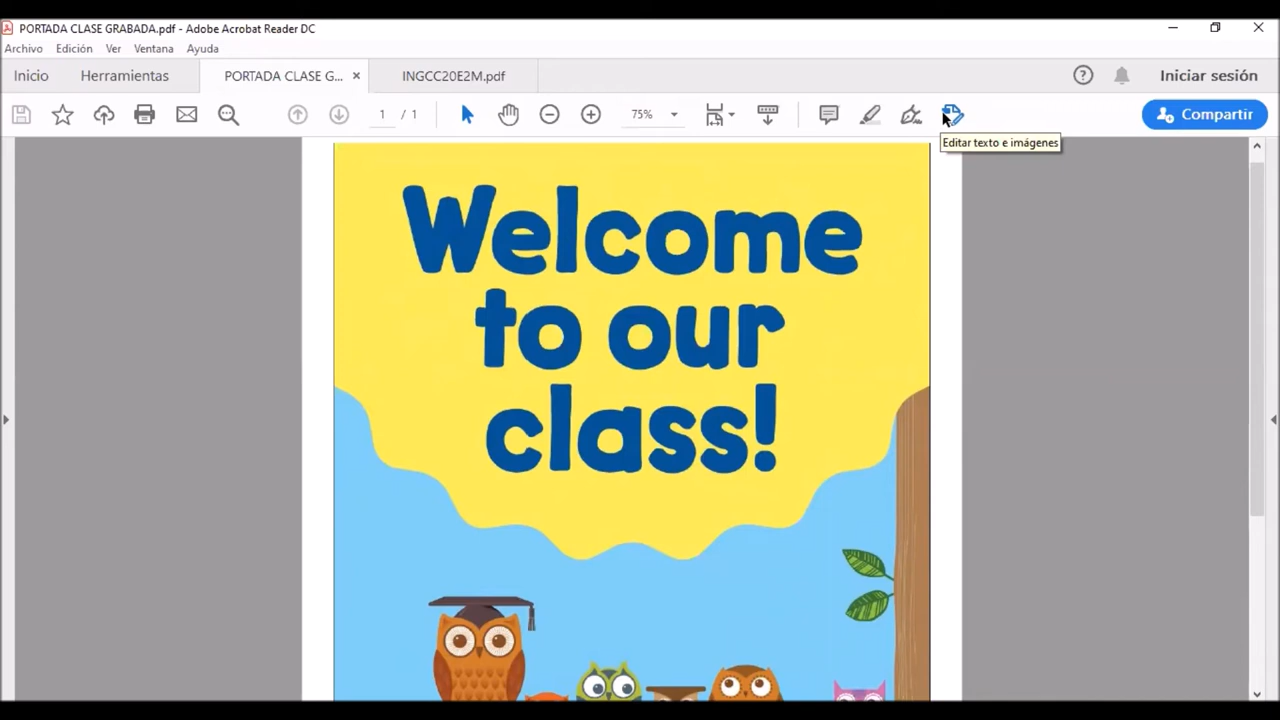 PORTADA CLASE GRABADA.pdf - Adobe Acrobat Reader DC
Archivo Edición Ver Ventana Ayuda
Inicio Herramientas PORTADA CLASE G... × INGCC20E2M.pdf Iniciar sesión
1 / 1 75% Compartir
Editar texto e imágenes
Welcome
to our
class!